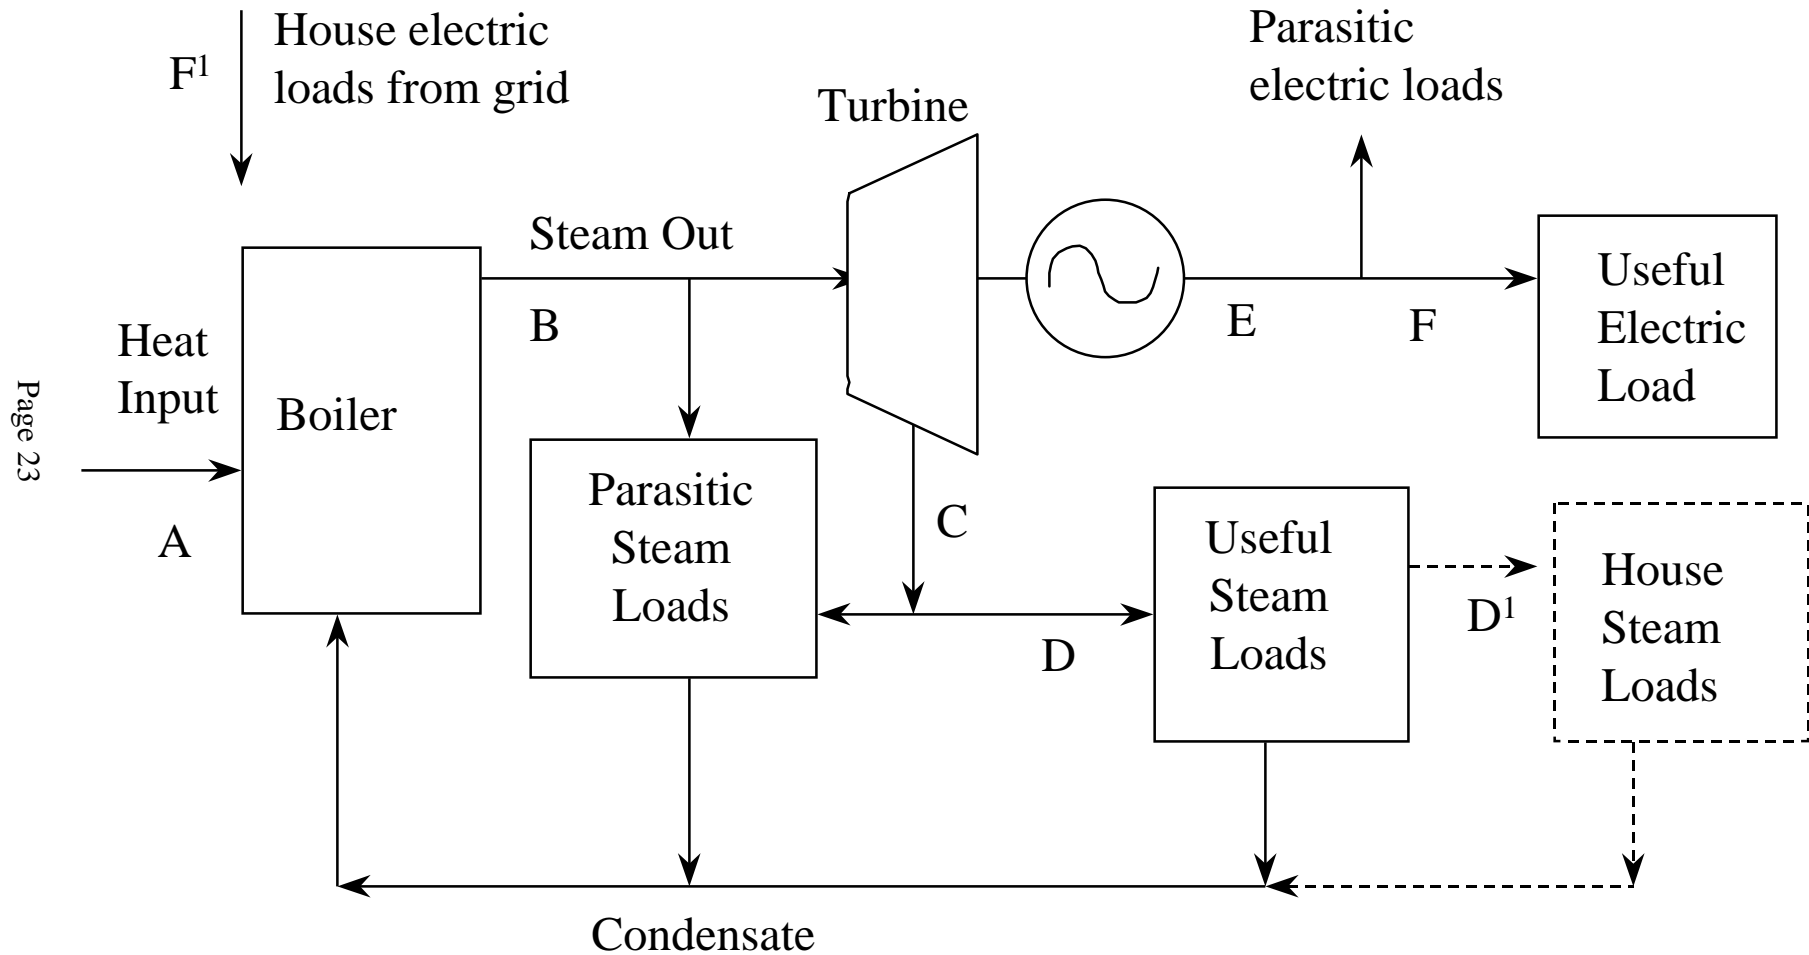 House electric
loads from grid
F¹
Parasitic
electric loads
Turbine
Steam Out
B
E
F
Useful
Electric
Load
Heat
Input
A
Boiler
Page 23
Parasitic
Steam
Loads
C
D
Useful
Steam
Loads
D¹
House
Steam
Loads
Condensate